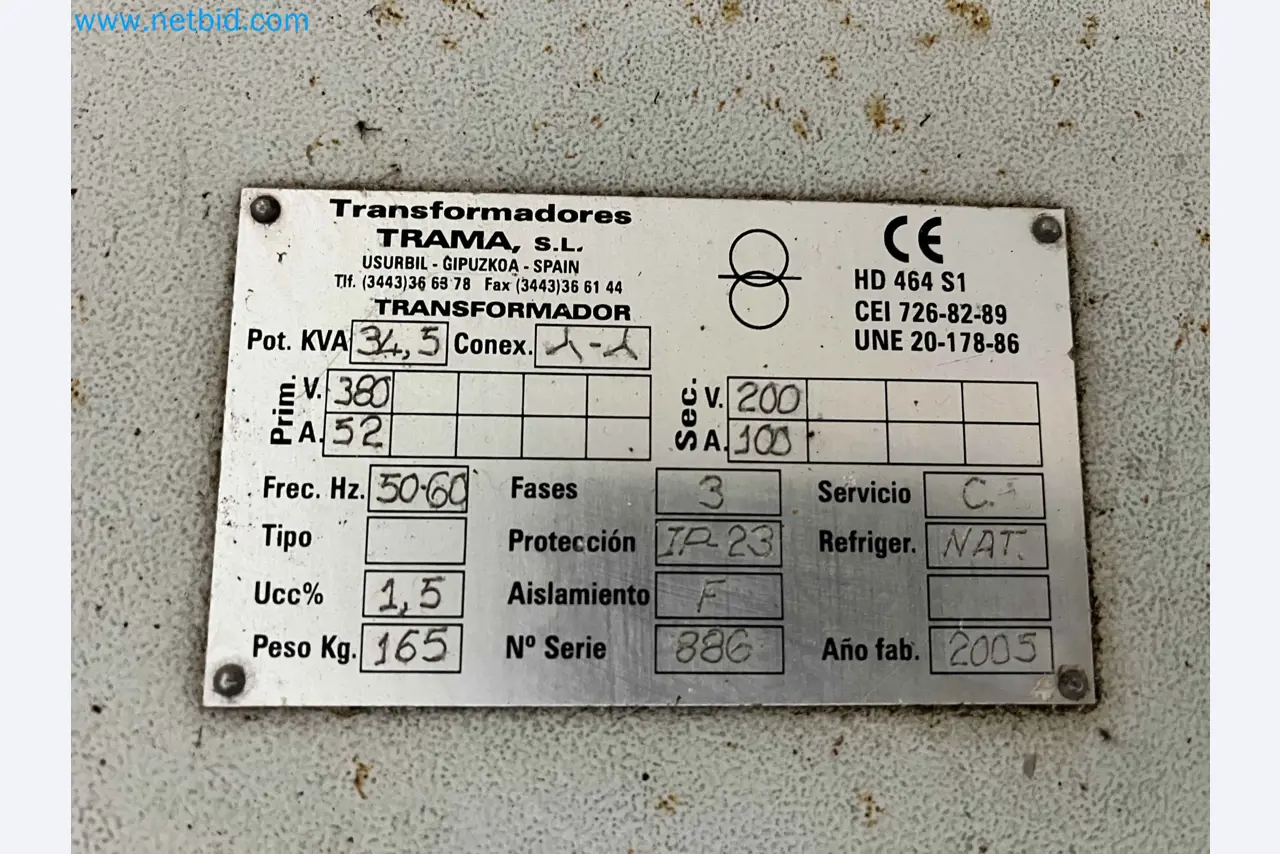 www.netbid.com
Transformadores
TRAMA, S.L.
USURBIL - GIPUZKOA - SPAIN
Tlf. (3443)36 63 78 Fax (3443)36 61 44
TRANSFORMADOR
CE
HD 464 S1
CEI 726-82-89
UNE 20-178-86
Pot. KVA 34,5 Conex. Y-Y
Prim. V. 380
A. 52
Sec. V. 200
A. 100
Frec. Hz. 50-60 Fases 3 Servicio C.
Tipo Protección IP-23 Refriger. NAT.
Ucc% 1,5 Aislamiento F
Peso Kg. 165 Nº Serie 886 Año fab. 2005